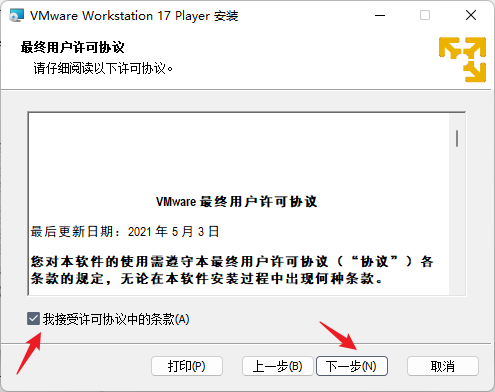 VMware Workstation 17 Player 安装
最终用户许可协议
请仔细阅读以下许可协议。
VMware 最终用户许可协议
最后更新日期：2021 年 5 月 3 日
您对本软件的使用需遵守本最终用户许可协议（“协议”）各
条款的规定，无论在本软件安装过程中出现何种条款。
我接受许可协议中的条款(A)
打印(P) 上一步(B) 下一步(N) 取消